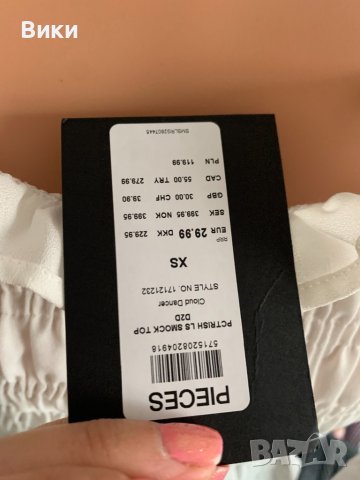 Вики
PIECES
5715208204918
PCTRISH LS SMOCK TOP
D2D
Cloud Dancer
STYLE NO. 17121232
XS
RRP
EUR 29.99 DKK 229.95
SEK 399.95 NOK 399.95
GBP 30.00 CHF 39.90
CAD 55.00 TRY 279.99
PLN 119.99
BAZAR